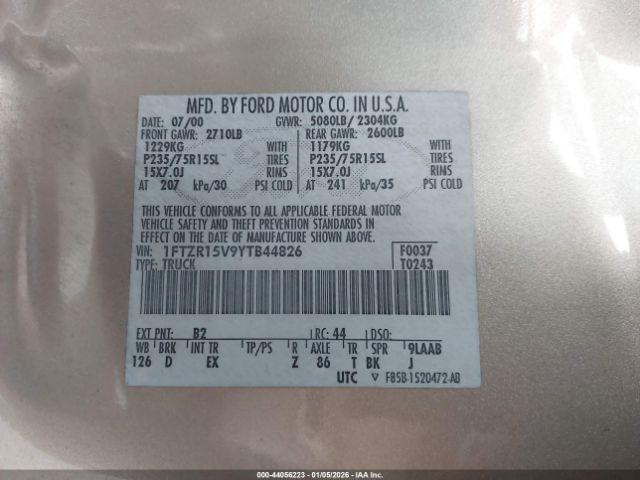 MFD. BY FORD MOTOR CO. IN U.S.A.
DATE: 07/00 GVWR: 5080LB/ 2304KG
FRONT GAWR: 2710LB REAR GAWR: 2600LB
1229KG WITH 1179KG WITH
P235/75R15SL TIRES P235/75R15SL TIRES
15X7.0J RIMS 15X7.0J RIMS
AT 207 kPa/30 PSI COLD AT 241 kPa/35 PSI COLD
THIS VEHICLE CONFORMS TO ALL APPLICABLE FEDERAL MOTOR
VEHICLE SAFETY AND THEFT PREVENTION STANDARDS IN
EFFECT ON THE DATE OF MANUFACTURE SHOWN ABOVE.
VIN: 1FTZR15V9YTB44826 F0037
TYPE: TRUCK T0243
EXT PNT: B2 RC: 44 DSO:
WB BRK INT TR TP/PS R AXLE TR SPR 9LAAB
126 D EX Z 86 T BK J
UTC F85B-1520472-AB
000-44056223 - 01/05/2026 - IAA Inc.